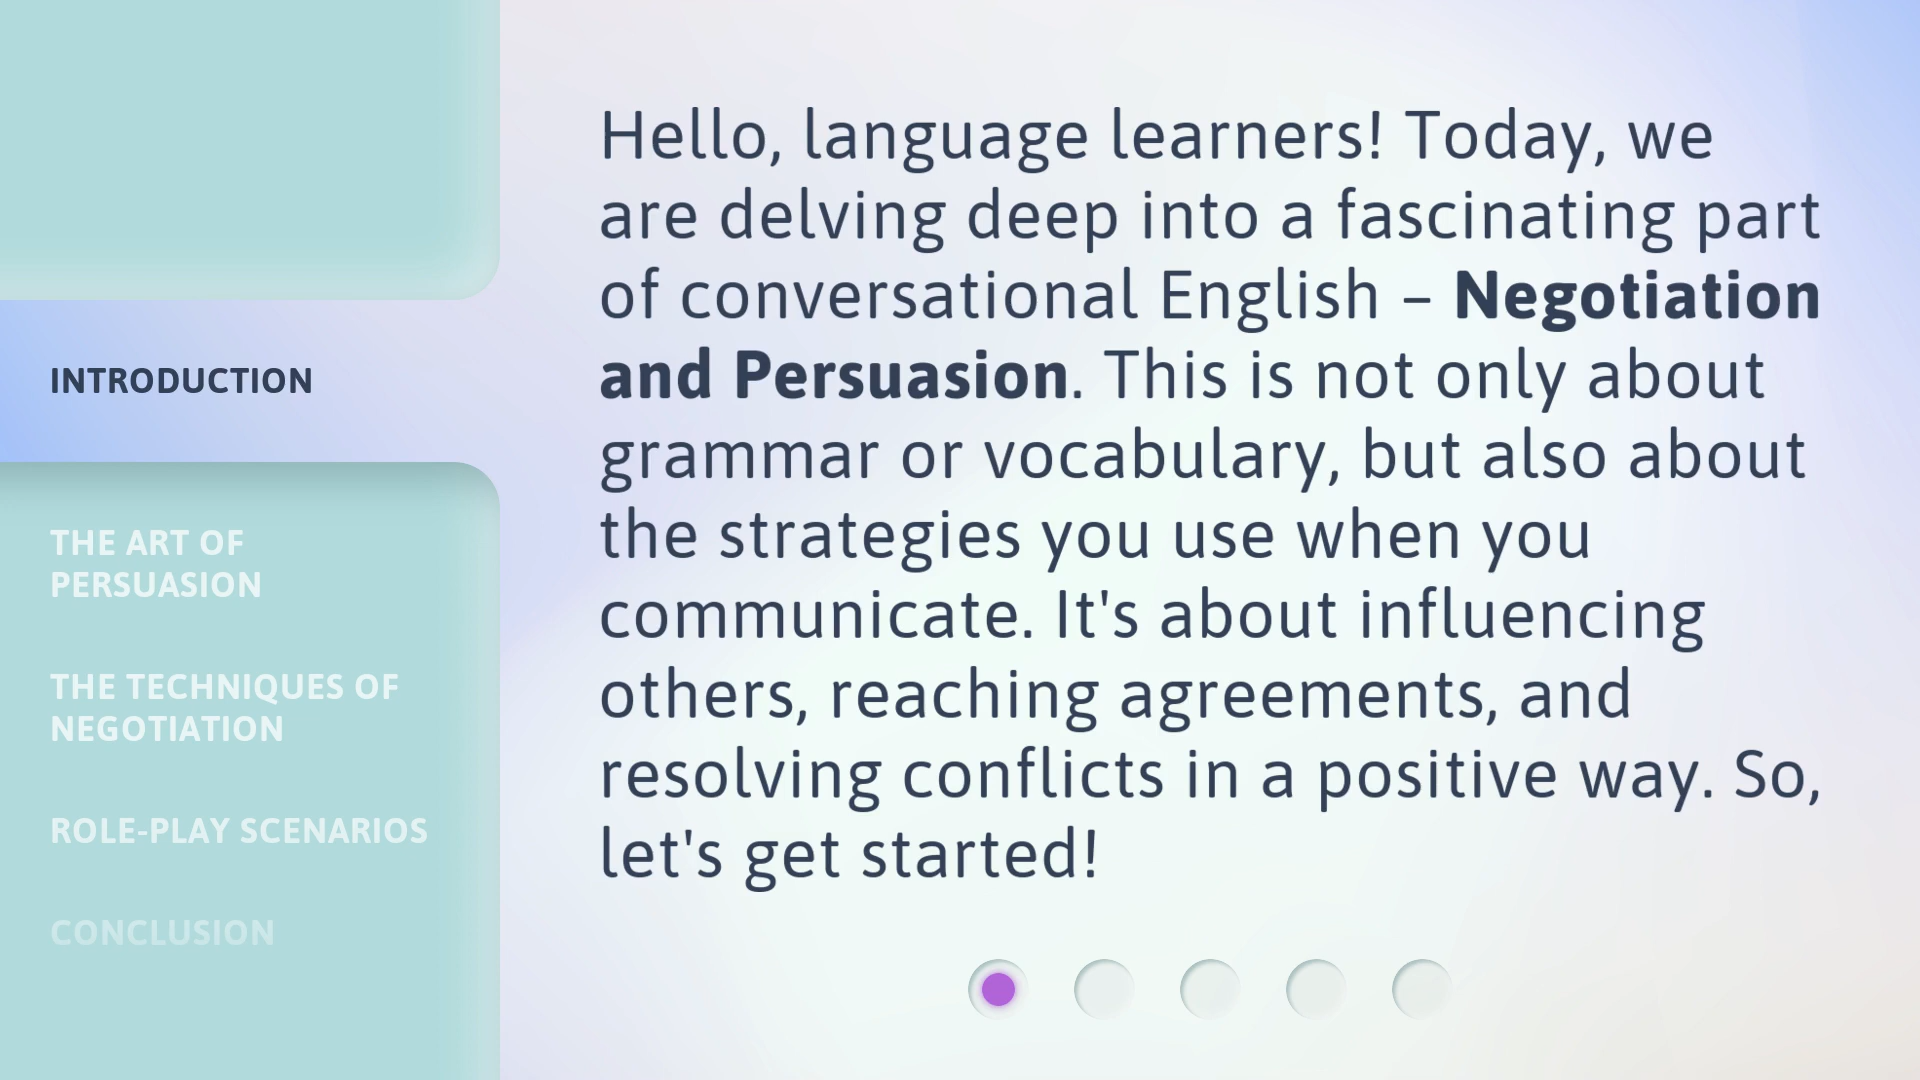 INTRODUCTION
THE ART OF
PERSUASION
THE TECHNIQUES OF
NEGOTIATION
ROLE-PLAY SCENARIOS
CONCLUSION
Hello, language learners! Today, we
are delving deep into a fascinating part
of conversational English – Negotiation
and Persuasion. This is not only about
grammar or vocabulary, but also about
the strategies you use when you
communicate. It's about influencing
others, reaching agreements, and
resolving conflicts in a positive way. So,
let's get started!